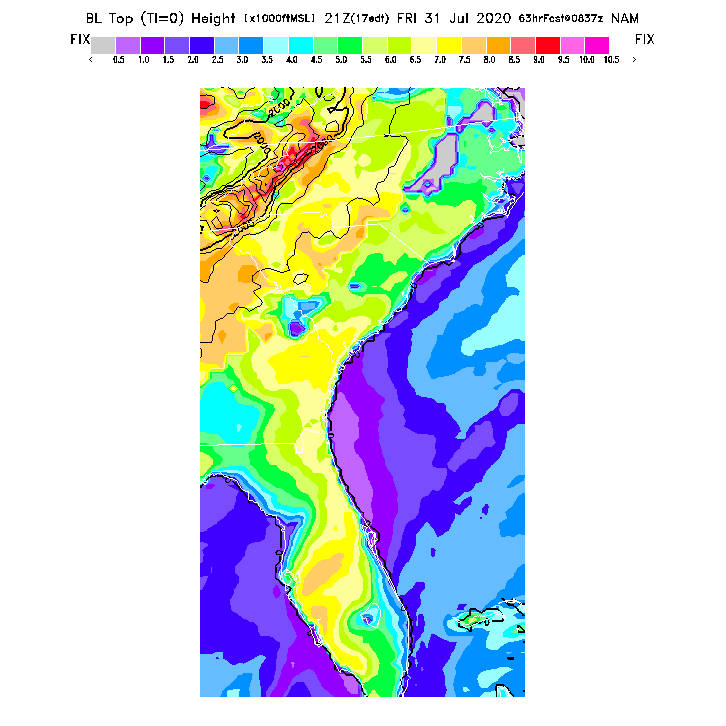 BL Top (TI=0) Height [x1000ftMSL] 21Z(17edt) FRI 31 Jul 2020 63hrFcst@0837z NAM
FIX FIX
< 0.5 1.0 1.5 2.0 2.5 3.0 3.5 4.0 4.5 5.0 5.5 6.0 6.5 7.0 7.5 8.0 8.5 9.0 9.5 10.0 10.5 >
2000
2000